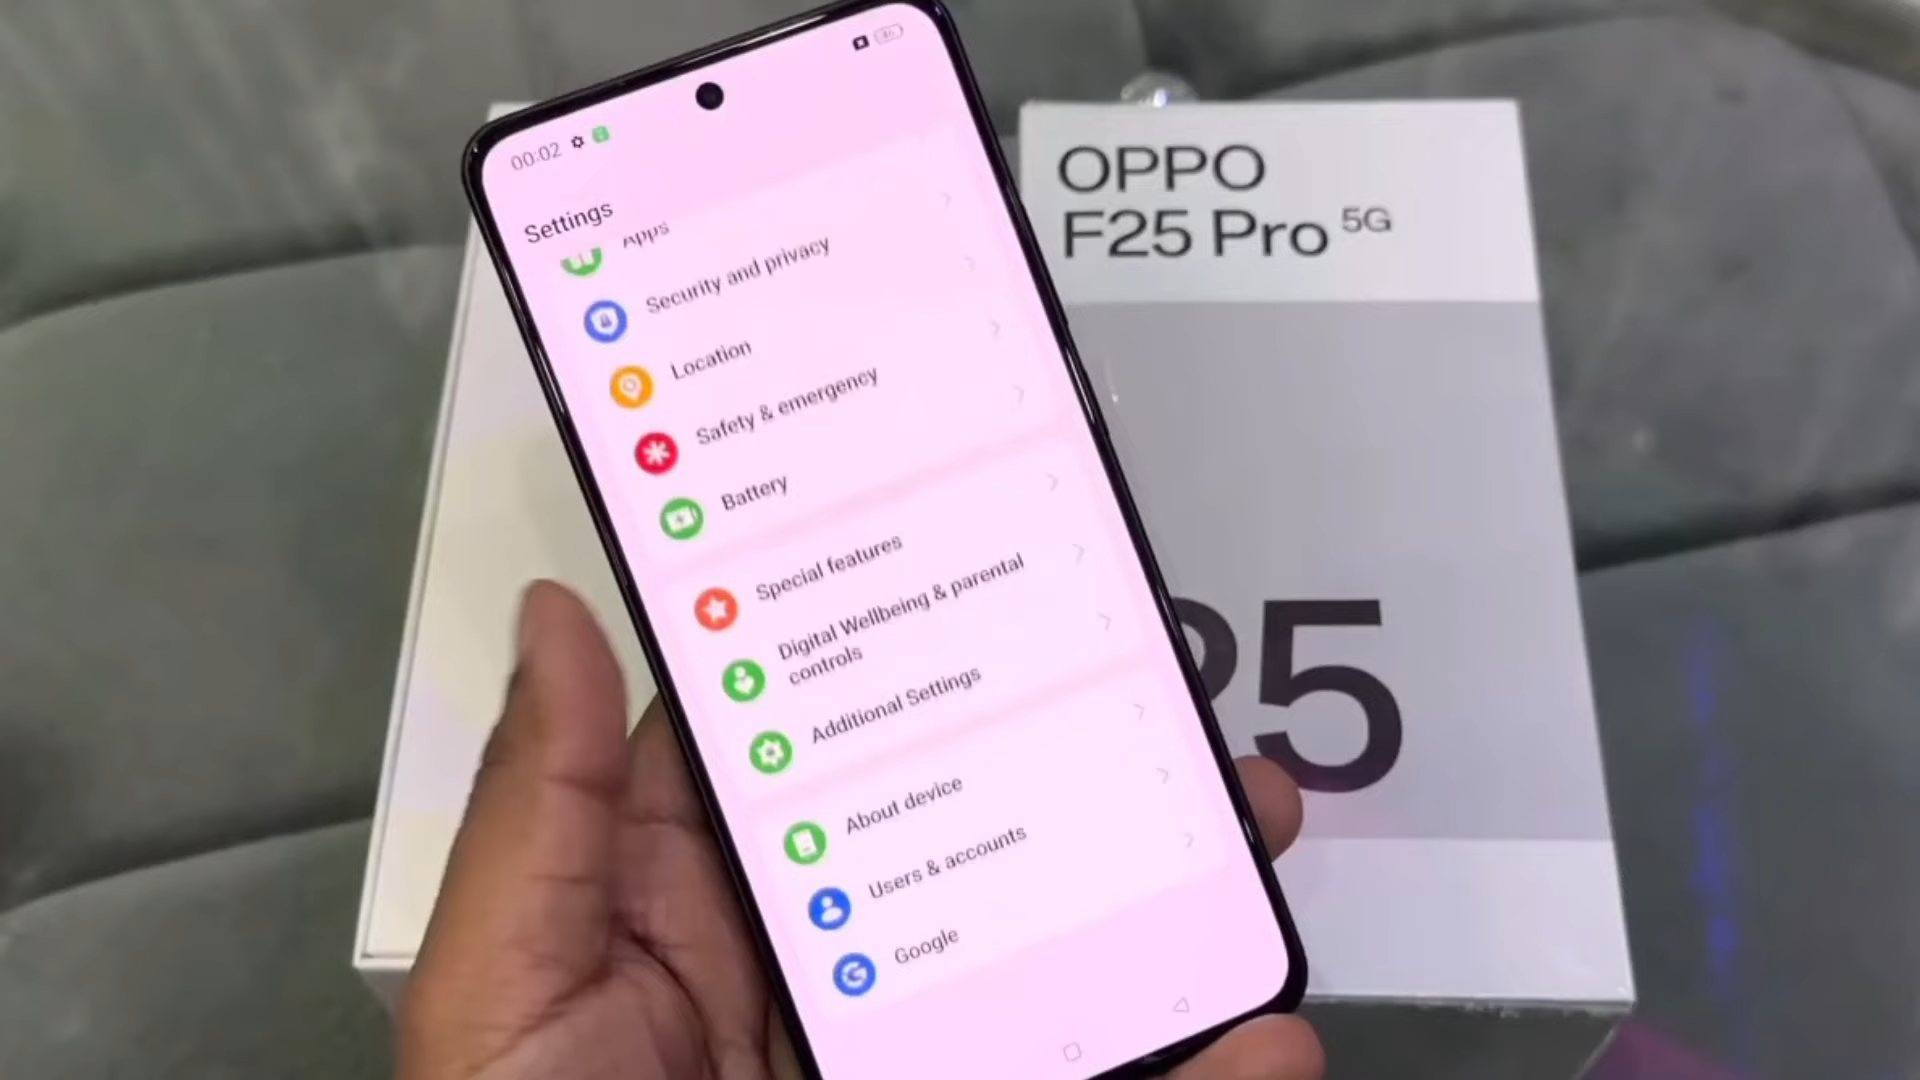 00:02
Settings
Apps
Security and privacy
Location
Safety & emergency
Battery
Special features
Digital Wellbeing & parental
controls
Additional Settings
About device
Users & accounts
Google
OPPO
F25 Pro 5G
25